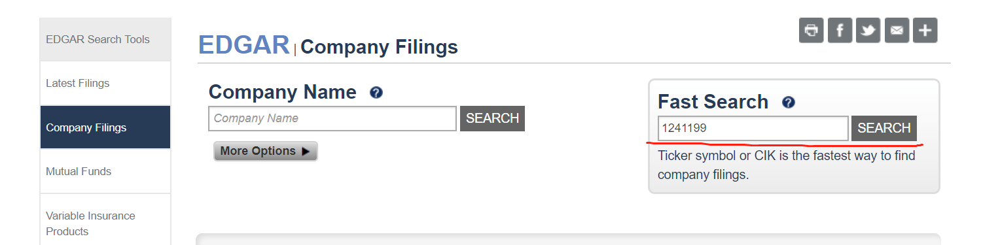 EDGAR Search Tools
Latest Filings
Company Filings
Mutual Funds
Variable Insurance
Products
EDGAR | Company Filings
Company Name ?
Company Name SEARCH
More Options
Fast Search ?
1241199 SEARCH
Ticker symbol or CIK is the fastest way to find
company filings.